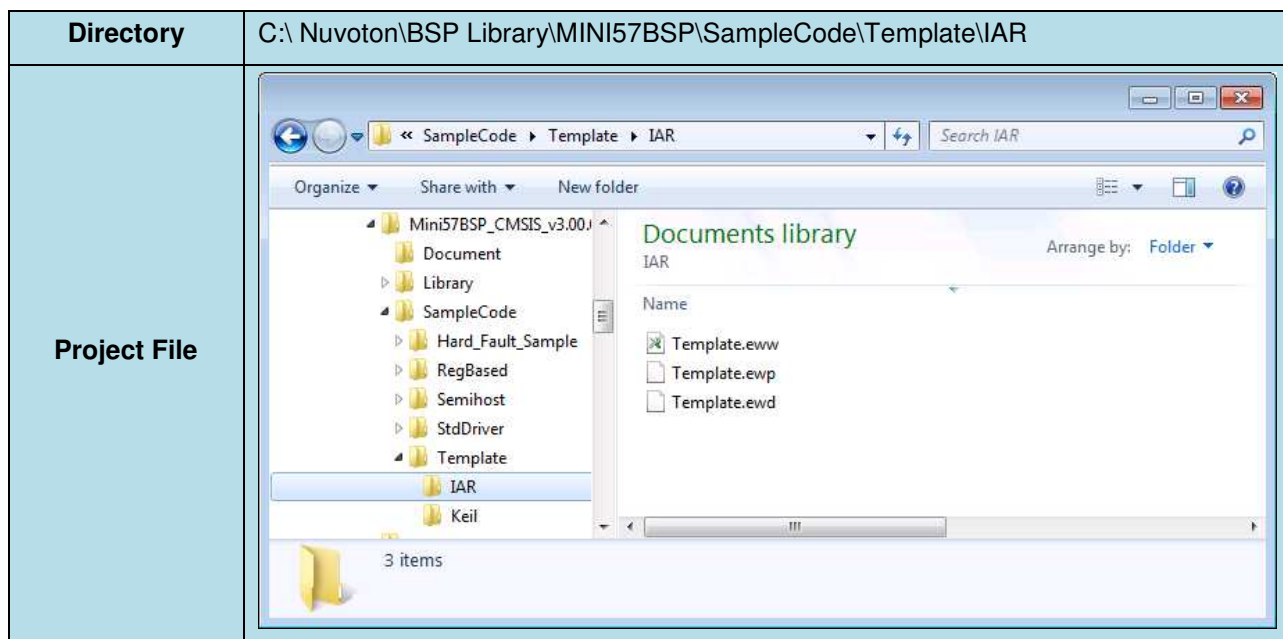 Directory
C:\ Nuvoton\BSP Library\MINI57BSP\SampleCode\Template\IAR
Project File
« SampleCode ▸ Template ▸ IAR
Search IAR
Organize ▾ Share with ▾ New folder
Mini57BSP_CMSIS_v3.00.
Document
Library
SampleCode
Hard_Fault_Sample
RegBased
Semihost
StdDriver
Template
IAR
Keil
Documents library
IAR
Arrange by: Folder ▾
Name
Template.eww
Template.ewp
Template.ewd
3 items